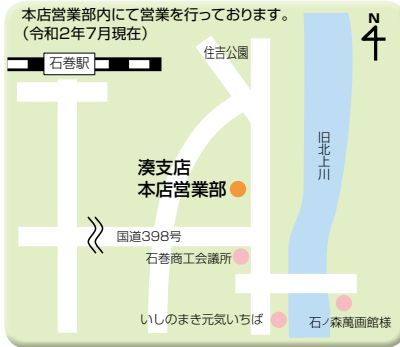 本店営業部内にて営業を行っております。
(令和2年7月現在)
N
住吉公園
石巻駅
旧北上川
湊支店
本店営業部
国道398号
石巻商工会議所
いしのまき元気いちば
石ノ森萬画館様